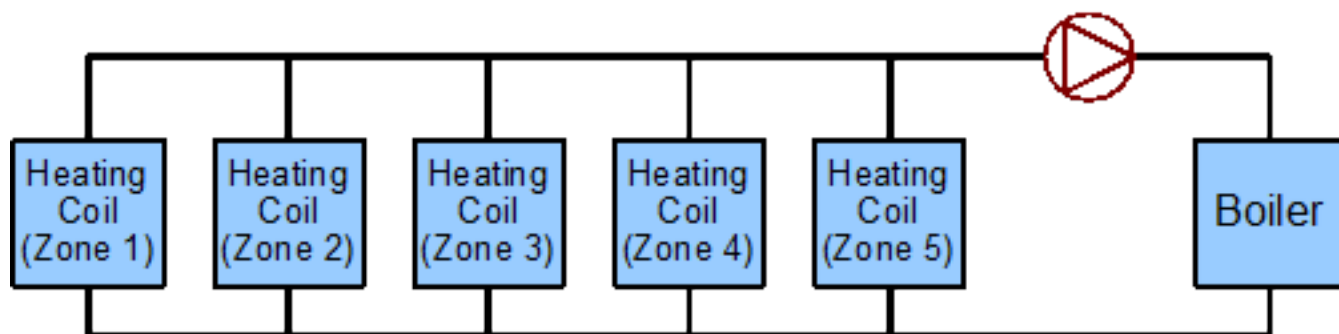 Heating
Coil
(Zone 1)
Heating
Coil
(Zone 2)
Heating
Coil
(Zone 3)
Heating
Coil
(Zone 4)
Heating
Coil
(Zone 5)
Boiler